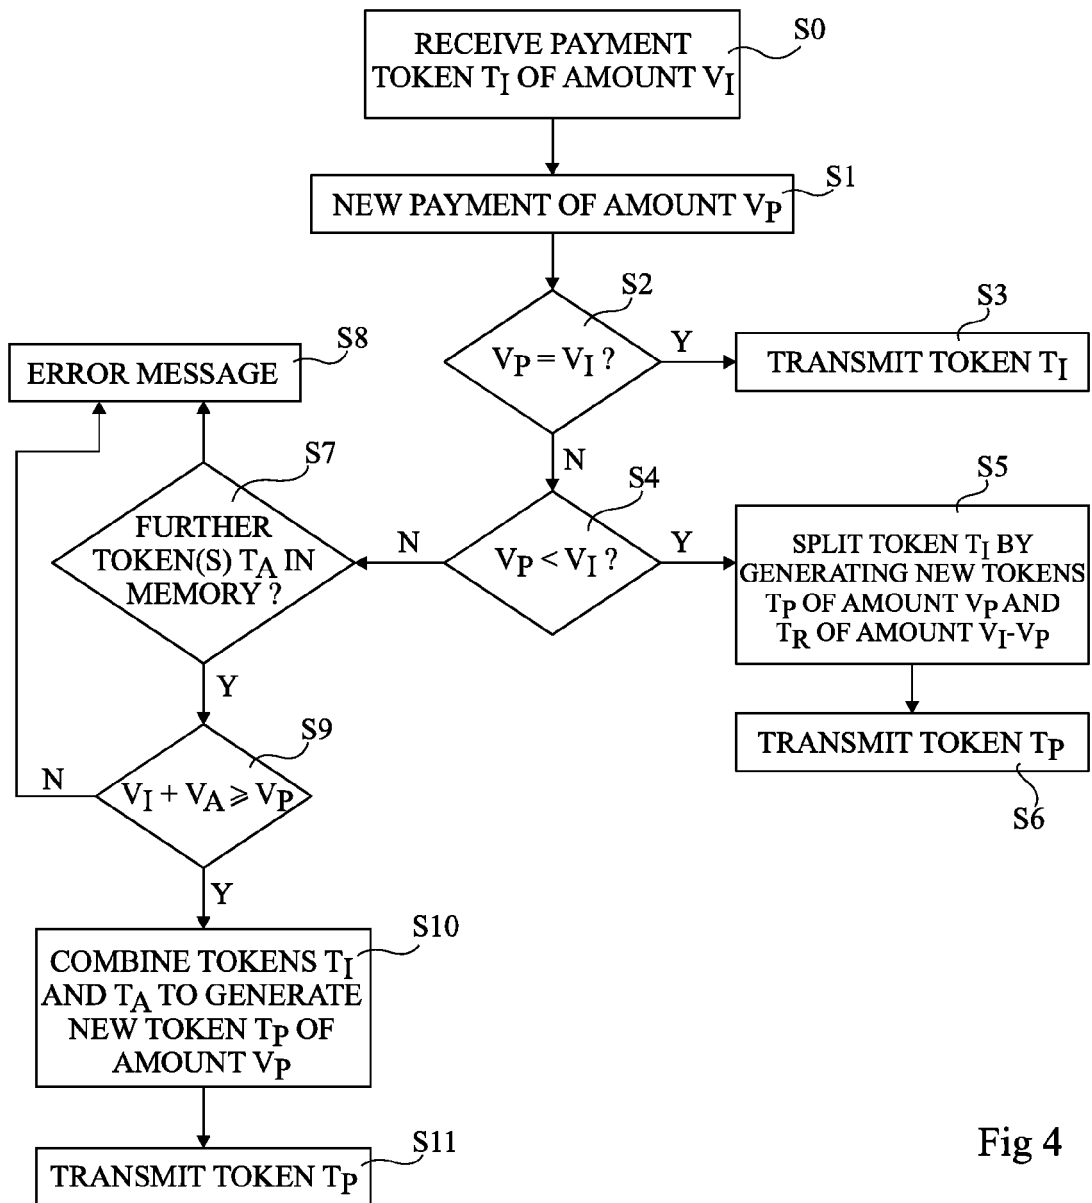 S0
RECEIVE PAYMENT
TOKEN TI OF AMOUNT VI
S1
NEW PAYMENT OF AMOUNT VP
S2
VP = VI ?
Y
N
S3
TRANSMIT TOKEN TI
S8
ERROR MESSAGE
S7
FURTHER
TOKEN(S) TA IN
MEMORY ?
N
S4
VP < VI ?
Y
S5
SPLIT TOKEN TI BY
GENERATING NEW TOKENS
TP OF AMOUNT VP AND
TR OF AMOUNT VI-VP
Y
TRANSMIT TOKEN TP
S6
S9
N
VI + VA ⩾ VP
Y
S10
COMBINE TOKENS TI
AND TA TO GENERATE
NEW TOKEN TP OF
AMOUNT VP
S11
TRANSMIT TOKEN TP
Fig 4